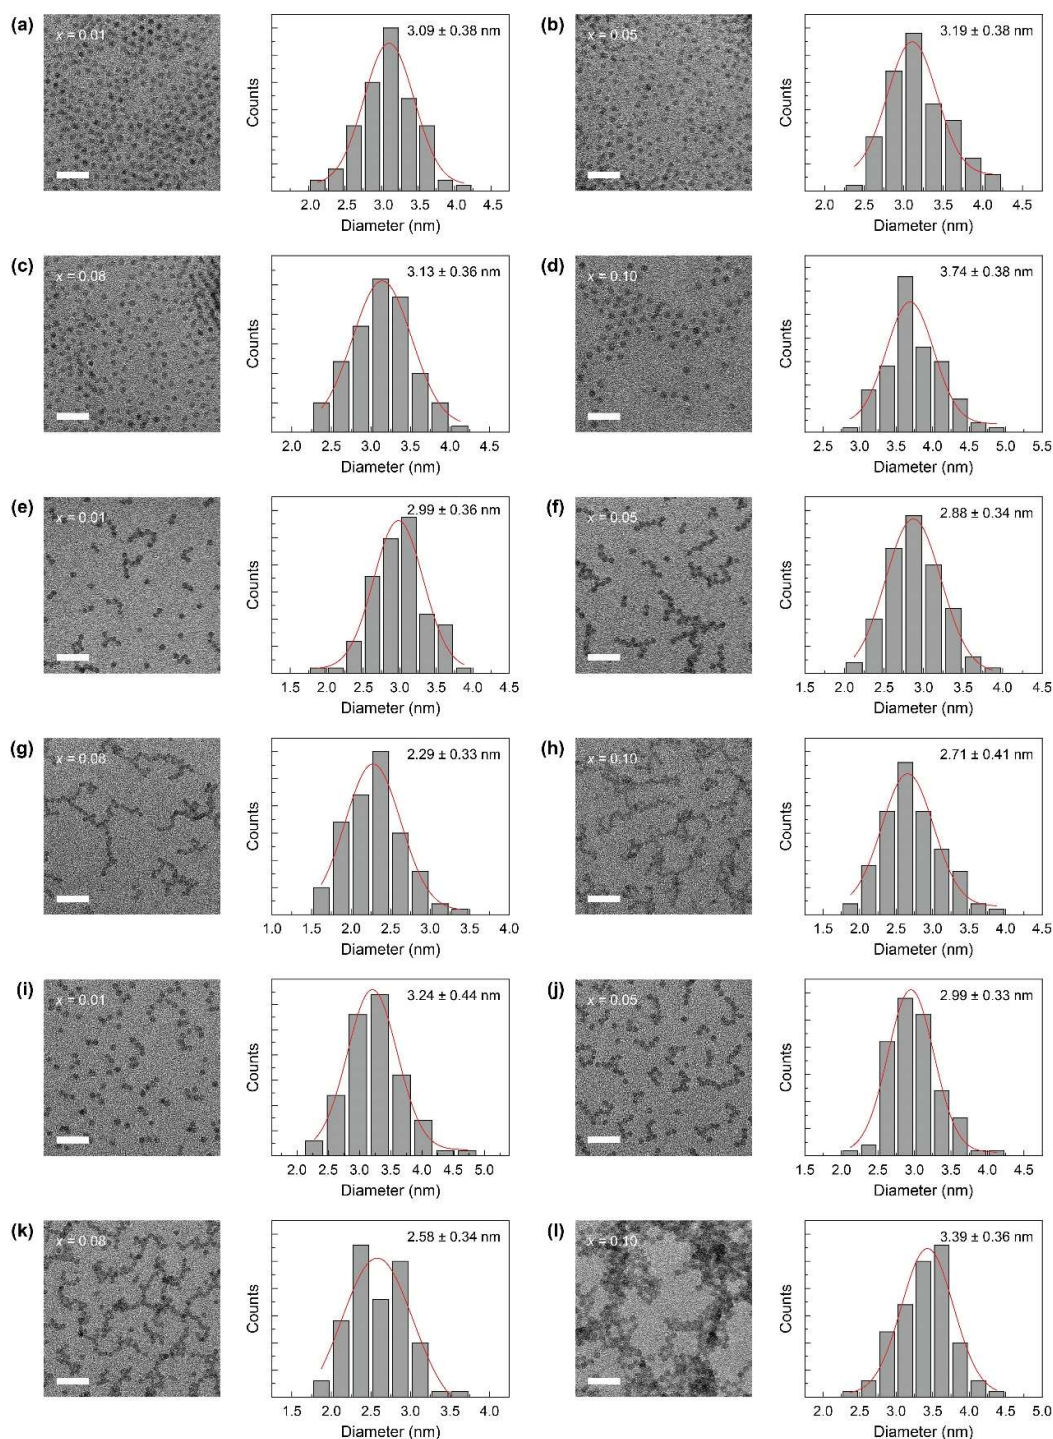 (a)
x = 0.01
3.09 ± 0.38 nm
Counts
2.0 2.5 3.0 3.5 4.0 4.5
Diameter (nm)
(b)
x = 0.05
3.19 ± 0.38 nm
Counts
2.0 2.5 3.0 3.5 4.0 4.5
Diameter (nm)
(c)
x = 0.08
3.13 ± 0.36 nm
Counts
2.0 2.5 3.0 3.5 4.0 4.5
Diameter (nm)
(d)
x = 0.10
3.74 ± 0.38 nm
Counts
2.5 3.0 3.5 4.0 4.5 5.0 5.5
Diameter (nm)
(e)
x = 0.01
2.99 ± 0.36 nm
Counts
1.5 2.0 2.5 3.0 3.5 4.0 4.5
Diameter (nm)
(f)
x = 0.05
2.88 ± 0.34 nm
Counts
1.5 2.0 2.5 3.0 3.5 4.0 4.5
Diameter (nm)
(g)
x = 0.08
2.29 ± 0.33 nm
Counts
1.0 1.5 2.0 2.5 3.0 3.5 4.0
Diameter (nm)
(h)
x = 0.10
2.71 ± 0.41 nm
Counts
1.5 2.0 2.5 3.0 3.5 4.0 4.5
Diameter (nm)
(i)
x = 0.01
3.24 ± 0.44 nm
Counts
2.0 2.5 3.0 3.5 4.0 4.5 5.0
Diameter (nm)
(j)
x = 0.05
2.99 ± 0.33 nm
Counts
1.5 2.0 2.5 3.0 3.5 4.0 4.5
Diameter (nm)
(k)
x = 0.08
2.58 ± 0.34 nm
Counts
1.5 2.0 2.5 3.0 3.5 4.0
Diameter (nm)
(l)
x = 0.10
3.39 ± 0.36 nm
Counts
2.0 2.5 3.0 3.5 4.0 4.5 5.0
Diameter (nm)